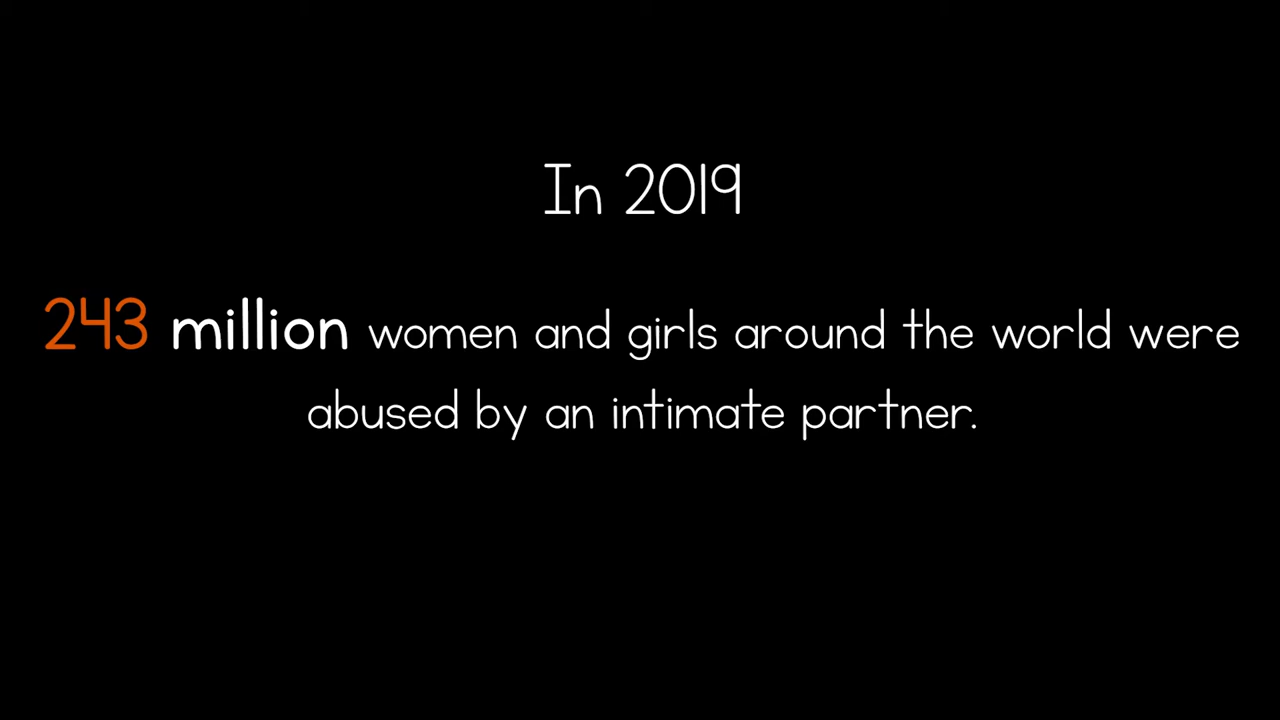 In 2019
243 million women and girls around the world were
abused by an intimate partner.